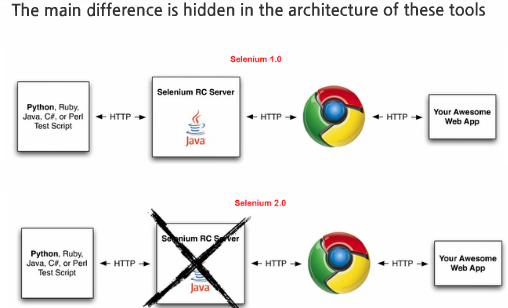 The main difference is hidden in the architecture of these tools
Selenium 1.0
Python, Ruby,
Java, C#, or Perl
Test Script
HTTP
Selenium RC Server
Java
HTTP
HTTP
Your Awesome
Web App
Selenium 2.0
Python, Ruby,
Java, C#, or Perl
Test Script
HTTP
Selenium RC Server
Java
HTTP
HTTP
Your Awesome
Web App